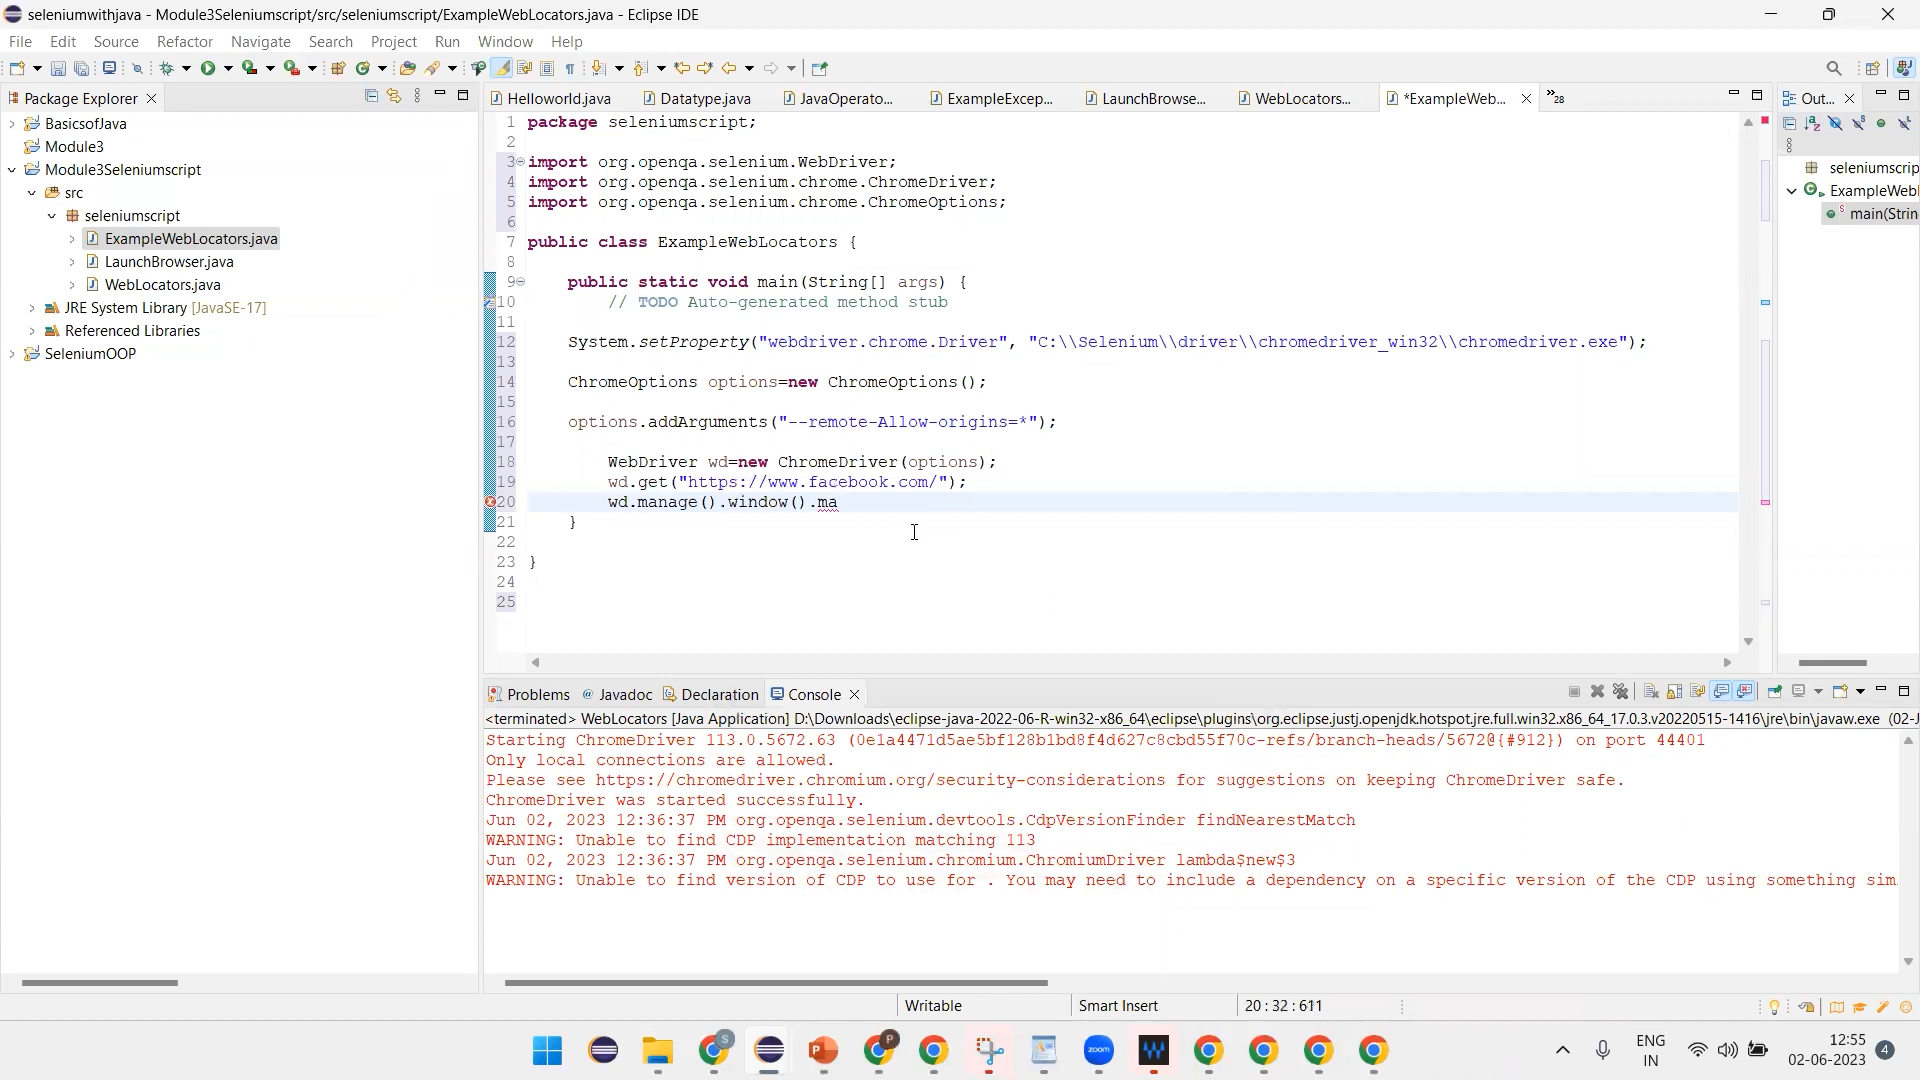 seleniumwithjava - Module3Seleniumscript/src/seleniumscript/ExampleWebLocators.java - Eclipse IDE
File Edit Source Refactor Navigate Search Project Run Window Help
Package Explorer
BasicsofJava
Module3
Module3Seleniumscript
src
seleniumscript
ExampleWebLocators.java
LaunchBrowser.java
WebLocators.java
JRE System Library [JavaSE-17]
Referenced Libraries
SeleniumOOP
Helloworld.java Datatype.java JavaOperato... ExampleExcep... LaunchBrowse... WebLocators... *ExampleWeb... »28
1 package seleniumscript;
2
3 import org.openqa.selenium.WebDriver;
4 import org.openqa.selenium.chrome.ChromeDriver;
5 import org.openqa.selenium.chrome.ChromeOptions;
6
7 public class ExampleWebLocators {
8
9 public static void main(String[] args) {
10 // TODO Auto-generated method stub
11
12 System.setProperty("webdriver.chrome.Driver", "C:\\Selenium\\driver\\chromedriver_win32\\chromedriver.exe");
13
14 ChromeOptions options=new ChromeOptions();
15
16 options.addArguments("--remote-Allow-origins=*");
17
18 WebDriver wd=new ChromeDriver(options);
19 wd.get("https://www.facebook.com/");
20 wd.manage().window().ma
21 }
22
23 }
24
25
Out...
seleniumscrip
ExampleWebl
main(Strin
Problems @ Javadoc Declaration Console
<terminated> WebLocators [Java Application] D:\Downloads\eclipse-java-2022-06-R-win32-x86_64\eclipse\plugins\org.eclipse.justj.openjdk.hotspot.jre.full.win32.x86_64_17.0.3.v20220515-1416\jre\bin\javaw.exe (02-J
Starting ChromeDriver 113.0.5672.63 (0e1a4471d5ae5bf128b1bd8f4d627c8cbd55f70c-refs/branch-heads/5672@{#912}) on port 44401
Only local connections are allowed.
Please see https://chromedriver.chromium.org/security-considerations for suggestions on keeping ChromeDriver safe.
ChromeDriver was started successfully.
Jun 02, 2023 12:36:37 PM org.openqa.selenium.devtools.CdpVersionFinder findNearestMatch
WARNING: Unable to find CDP implementation matching 113
Jun 02, 2023 12:36:37 PM org.openqa.selenium.chromium.ChromiumDriver lambda$new$3
WARNING: Unable to find version of CDP to use for . You may need to include a dependency on a specific version of the CDP using something sim
Writable Smart Insert 20 : 32 : 611
S P zoom W
ENG
IN
12:55
02-06-2023
4